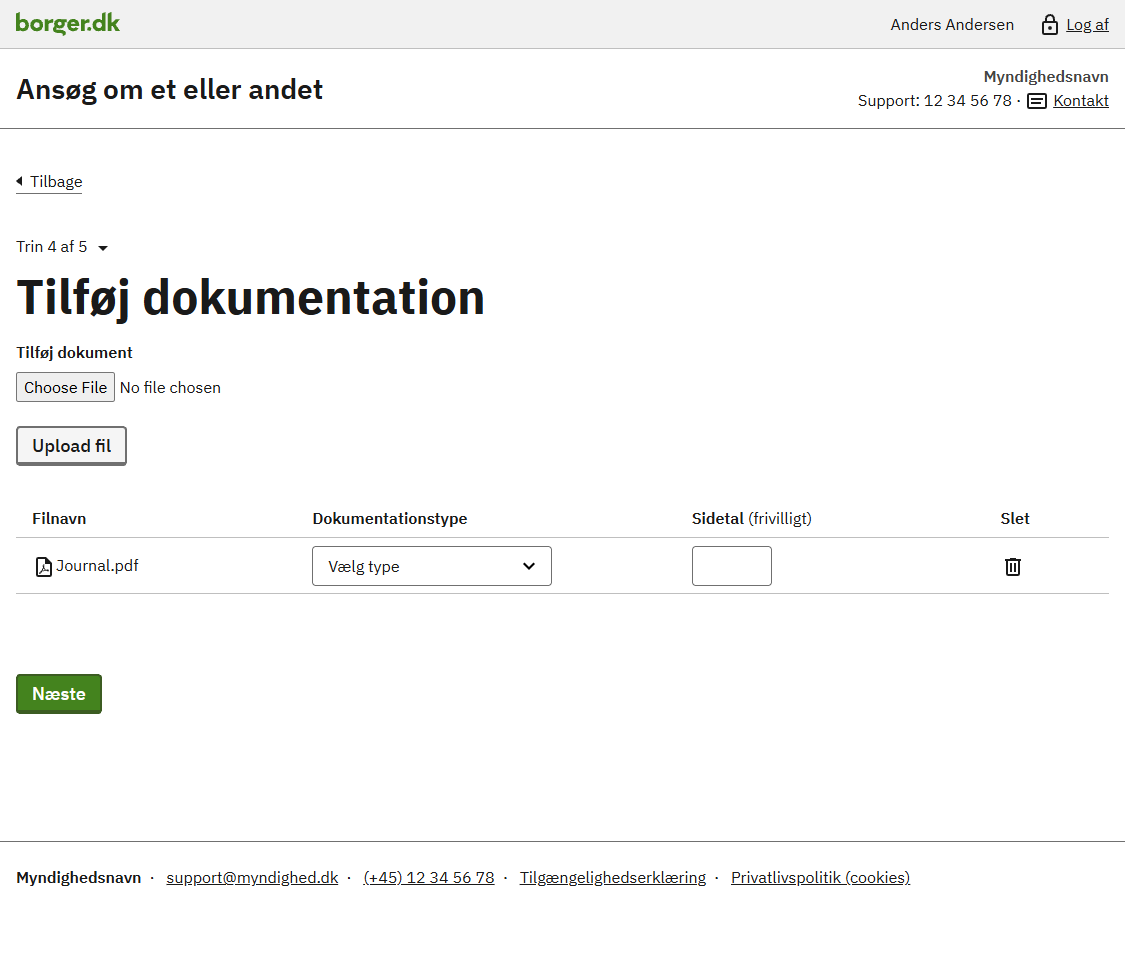 borger.dk
Anders Andersen
Log af
Ansøg om et eller andet
Myndighedsnavn
Support: 12 34 56 78 · Kontakt
Tilbage
Trin 4 af 5
Tilføj dokumentation
Tilføj dokument
Choose File No file chosen
Upload fil
Filnavn Dokumentationstype Sidetal (frivilligt) Slet
Journal.pdf Vælg type
Næste
Myndighedsnavn · support@myndighed.dk · (+45) 12 34 56 78 · Tilgængelighedserklæring · Privatlivspolitik (cookies)